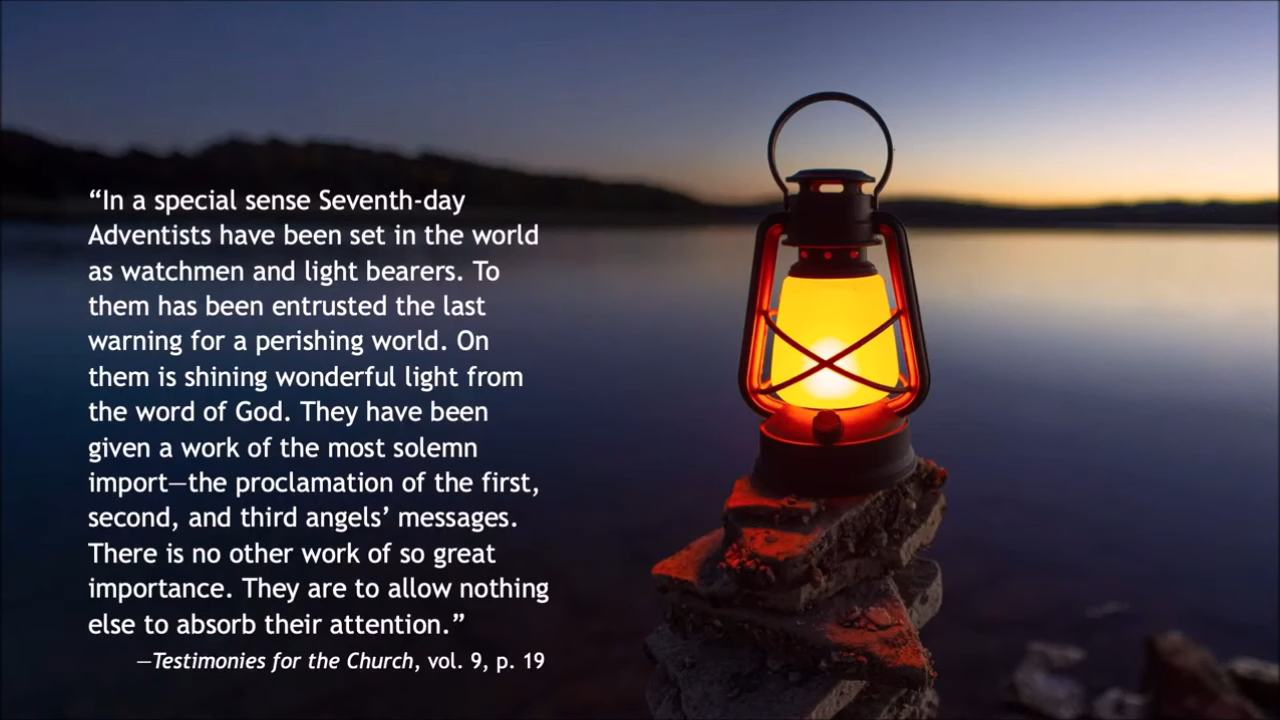 “In a special sense Seventh-day
Adventists have been set in the world
as watchmen and light bearers. To
them has been entrusted the last
warning for a perishing world. On
them is shining wonderful light from
the word of God. They have been
given a work of the most solemn
import—the proclamation of the first,
second, and third angels’ messages.
There is no other work of so great
importance. They are to allow nothing
else to absorb their attention.”
—Testimonies for the Church, vol. 9, p. 19